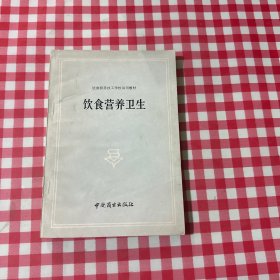 饮食服务技工学校试用教材
饮食营养卫生
中国商业出版社